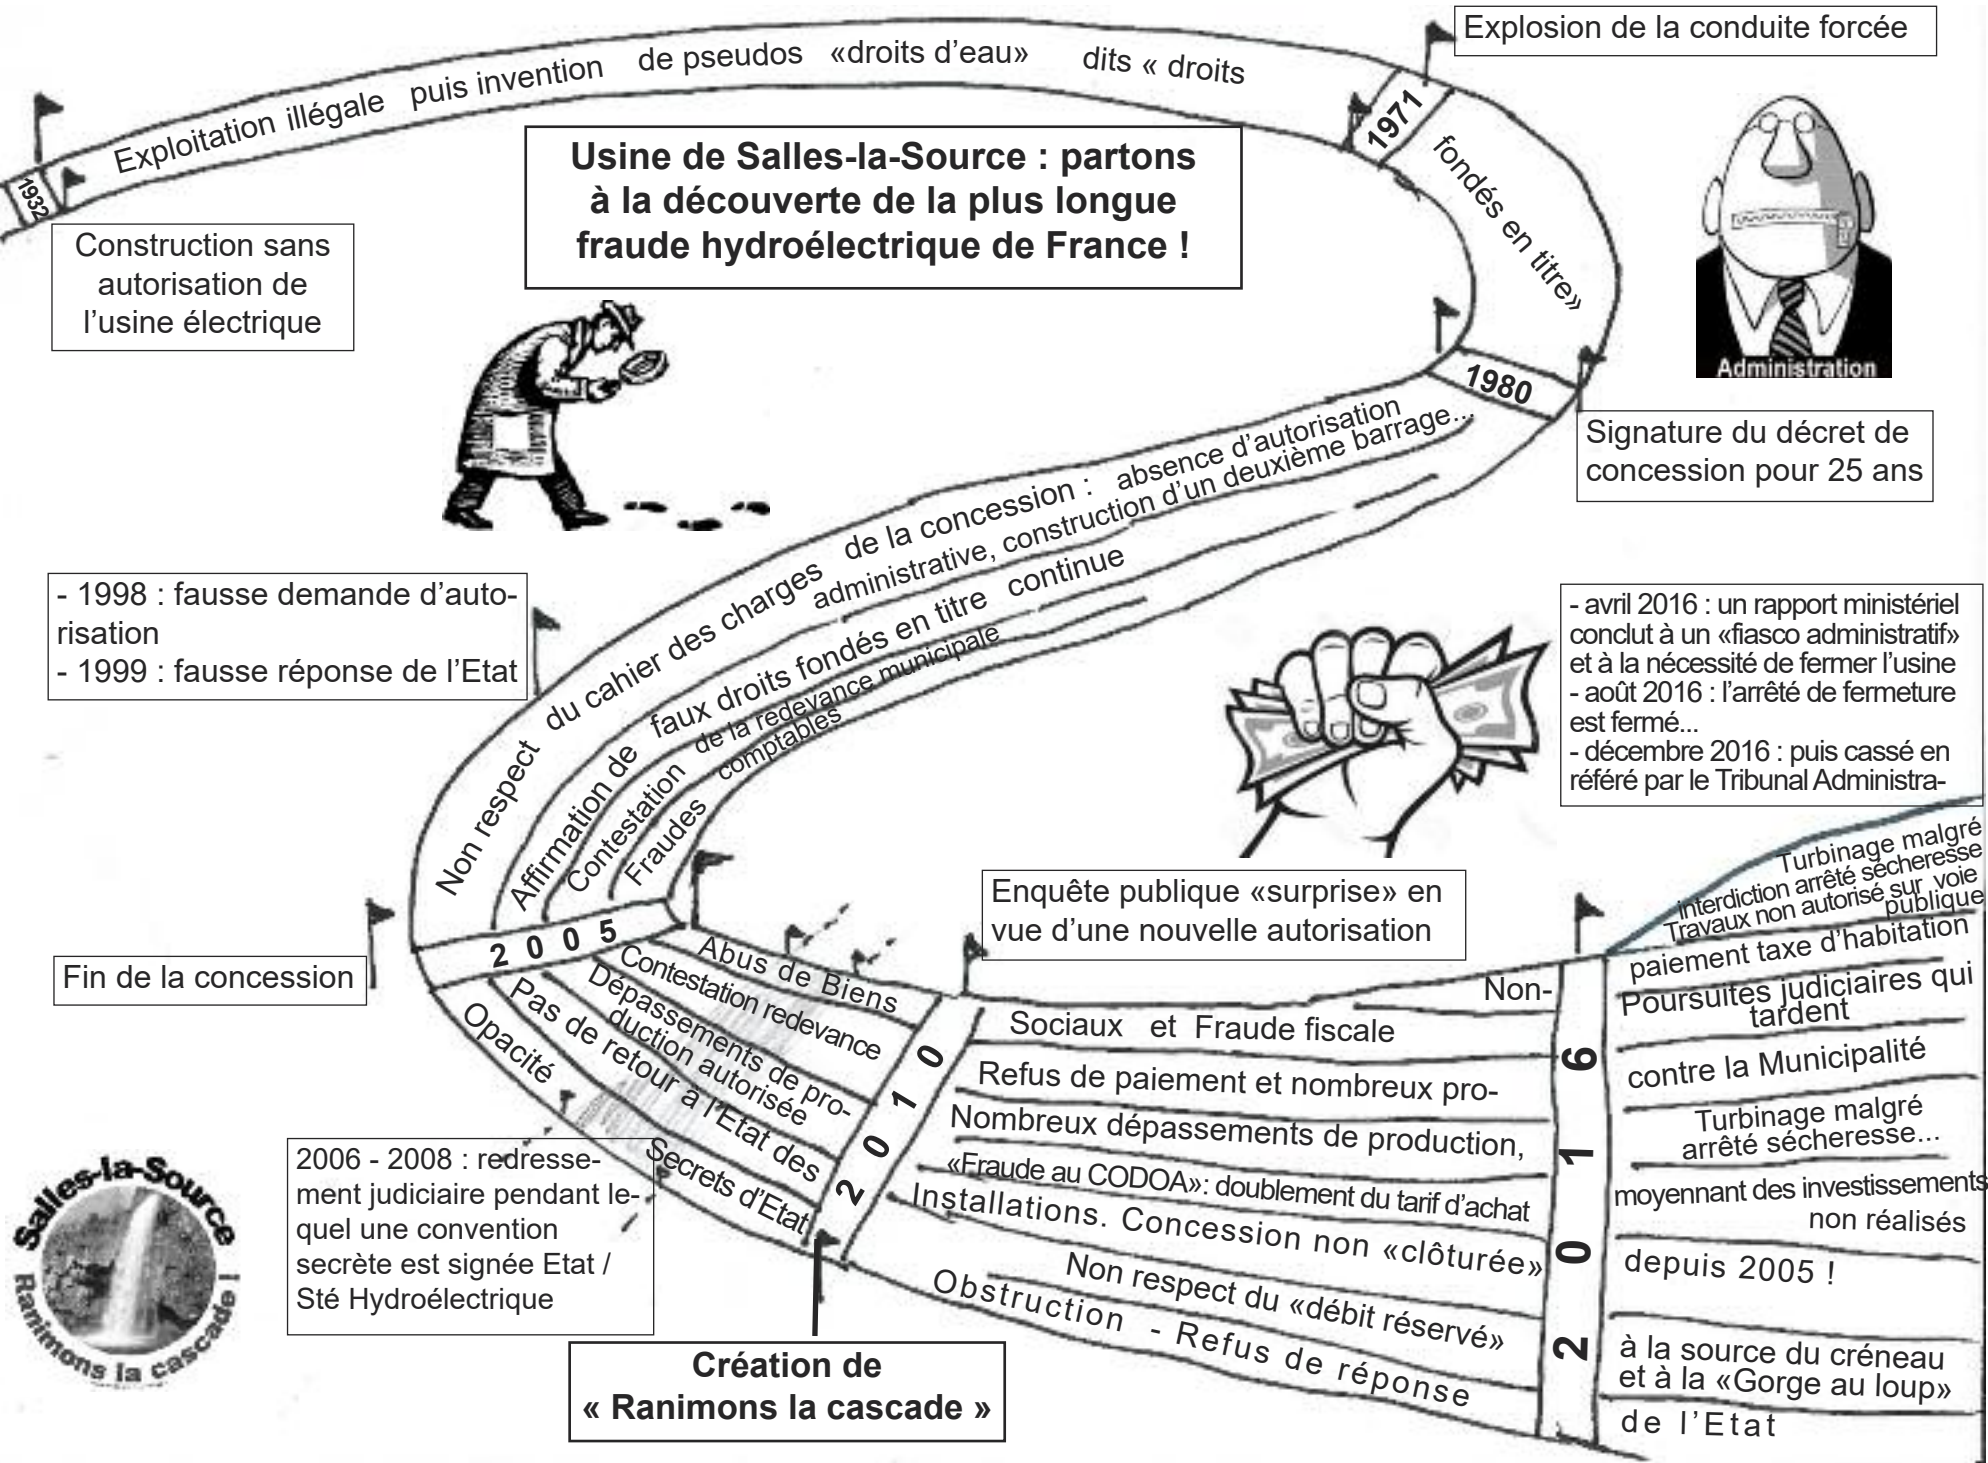 Explosion de la conduite forcée
Exploitation illégale puis invention de pseudos «droits d’eau» dits « droits
fondés en titre»
1932
1971
Usine de Salles-la-Source : partons
à la découverte de la plus longue
fraude hydroélectrique de France !
Construction sans
autorisation de
l’usine électrique
Administration
1980
Signature du décret de
concession pour 25 ans
Non respect du cahier des charges de la concession : absence d’autorisation
administrative, construction d’un deuxième barrage...
Affirmation de faux droits fondés en titre continue
Contestation de la redevance municipale
Fraudes comptables
- 1998 : fausse demande d’auto-
risation
- 1999 : fausse réponse de l’Etat
- avril 2016 : un rapport ministériel
conclut à un «fiasco administratif»
et à la nécessité de fermer l’usine
- août 2016 : l’arrêté de fermeture
est fermé...
- décembre 2016 : puis cassé en
référé par le Tribunal Administra-
2005
Fin de la concession
Enquête publique «surprise» en
vue d’une nouvelle autorisation
Abus de Biens
Contestation redevance
Dépassements de pro-
duction autorisée
Pas de retour à l’Etat des
Opacité
Secrets d’Etat
2010
Non-
Sociaux et Fraude fiscale
Refus de paiement et nombreux pro-
Nombreux dépassements de production,
«Fraude au CODOA»: doublement du tarif d’achat
Installations. Concession non «clôturée»
Non respect du «débit réservé»
Obstruction - Refus de réponse
2016
Turbinage malgré
interdiction arrêté sécheresse
Travaux non autorisé sur voie
publique
paiement taxe d’habitation
Poursuites judiciaires qui
tardent
contre la Municipalité
Turbinage malgré
arrêté sécheresse...
moyennant des investissements
non réalisés
depuis 2005 !
à la source du créneau
et à la «Gorge au loup»
de l’Etat
2006 - 2008 : redresse-
ment judiciaire pendant le-
quel une convention
secrète est signée Etat /
Sté Hydroélectrique
Création de
« Ranimons la cascade »
Salles-la-Source
Ranimons la cascade !